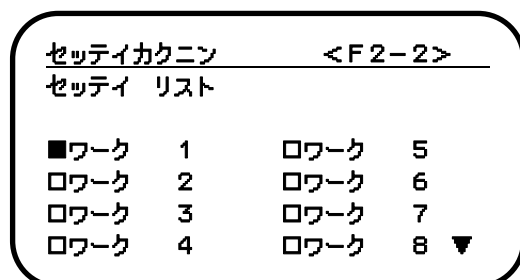 セッテイカクニン <F2-2>
セッテイ リスト
■ワーク 1 □ワーク 5
□ワーク 2 □ワーク 6
□ワーク 3 □ワーク 7
□ワーク 4 □ワーク 8 ▼